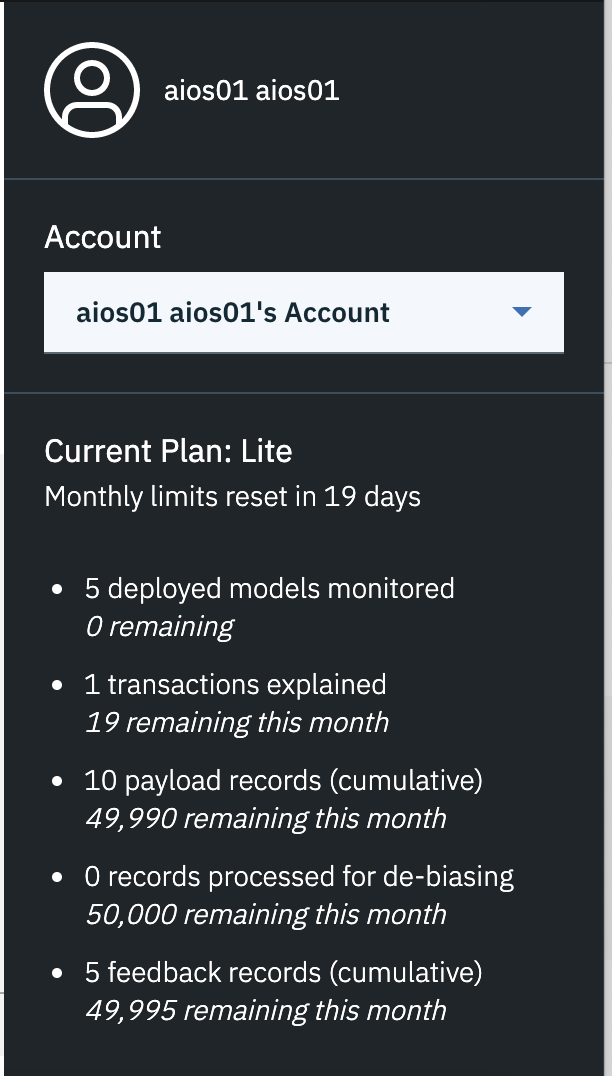 aios01 aios01
Account
aios01 aios01's Account
Current Plan: Lite
Monthly limits reset in 19 days
• 5 deployed models monitored
0 remaining
• 1 transactions explained
19 remaining this month
• 10 payload records (cumulative)
49,990 remaining this month
• 0 records processed for de-biasing
50,000 remaining this month
• 5 feedback records (cumulative)
49,995 remaining this month